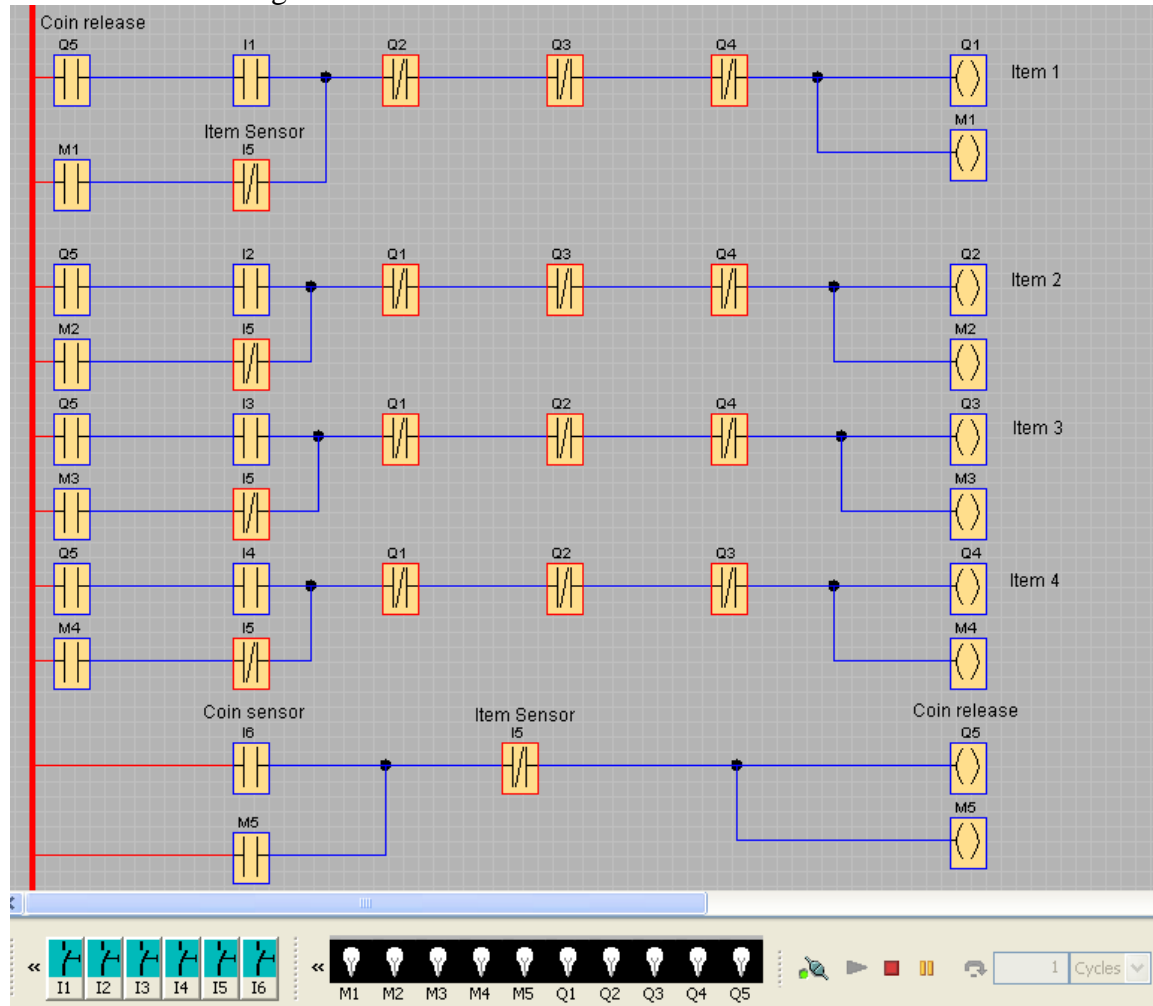 Coin release
Q5 I1 Q2 Q3 Q4 Q1
Item 1
M1
Item Sensor
M1 I5
Q5 I2 Q1 Q3 Q4 Q2
Item 2
M2 I5 M2
Q5 I3 Q1 Q2 Q4 Q3
Item 3
M3 I5 M3
Q5 I4 Q1 Q2 Q3 Q4
Item 4
M4 I5 M4
Coin sensor Item Sensor Coin release
I6 I5 Q5
M5 M5
« « 1 Cycles
I1 I2 I3 I4 I5 I6 M1 M2 M3 M4 M5 Q1 Q2 Q3 Q4 Q5